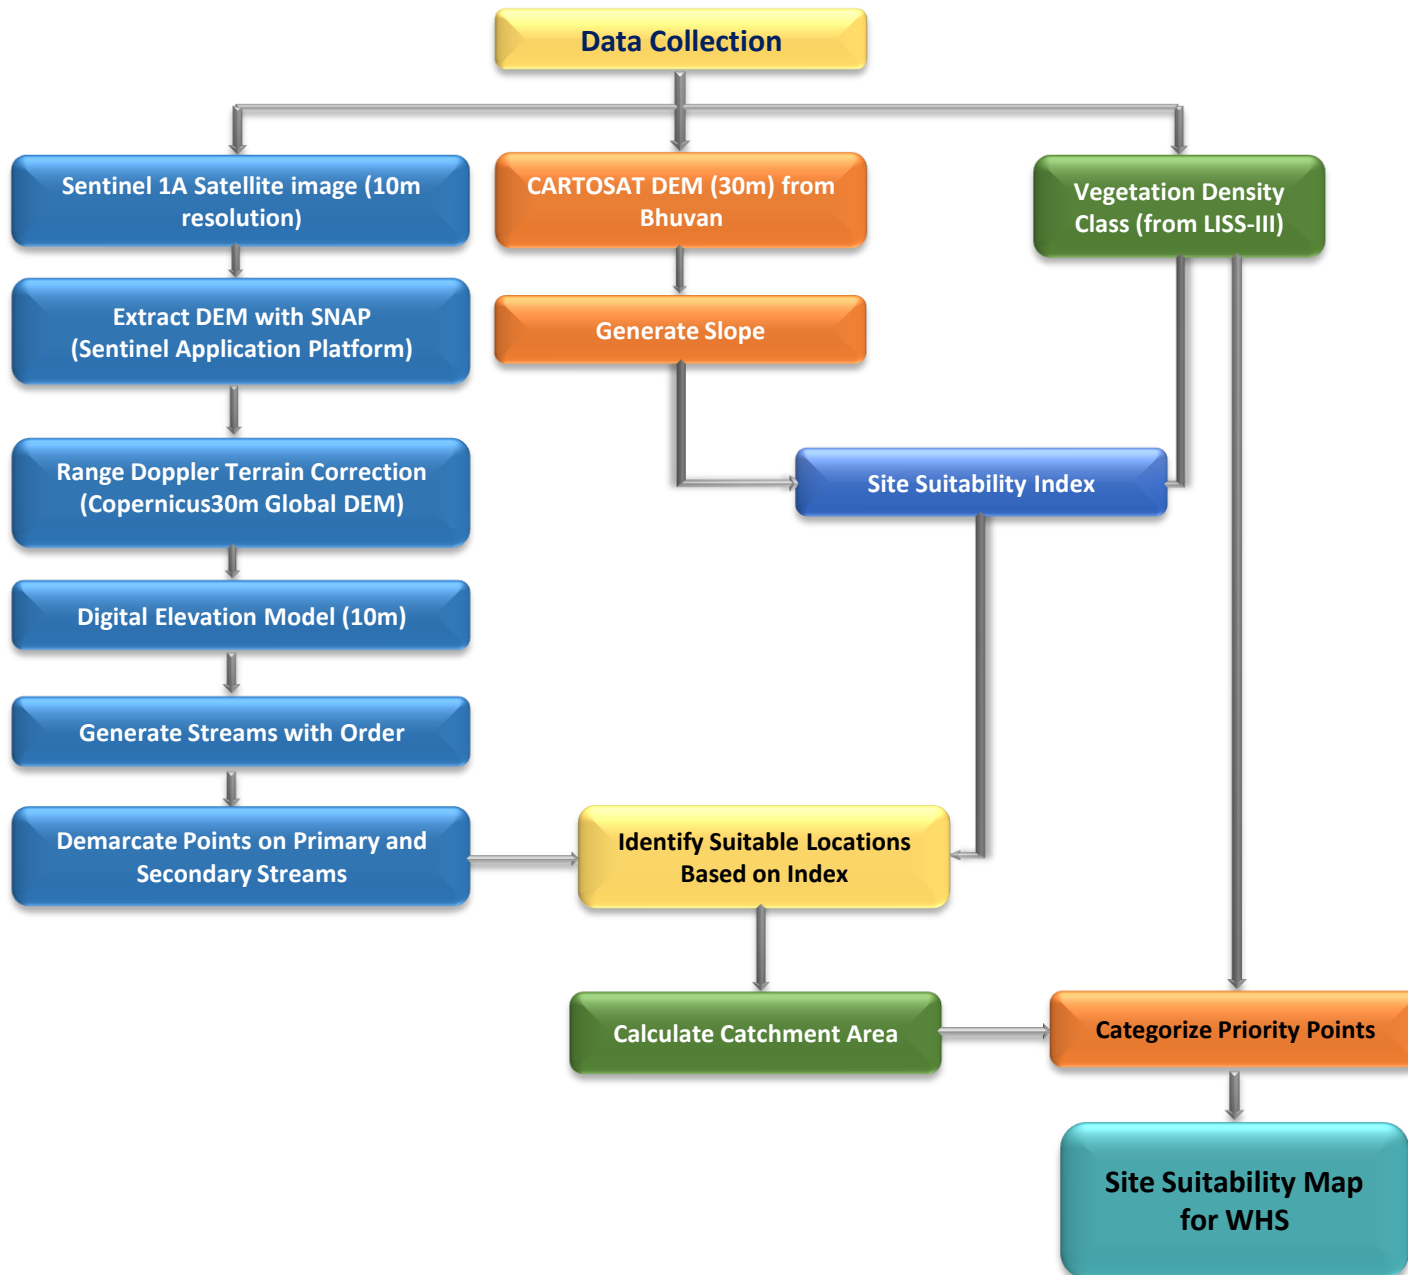 Data Collection
Sentinel 1A Satellite image (10m
resolution)
CARTOSAT DEM (30m) from
Bhuvan
Vegetation Density
Class (from LISS-III)
Extract DEM with SNAP
(Sentinel Application Platform)
Generate Slope
Range Doppler Terrain Correction
(Copernicus30m Global DEM)
Site Suitability Index
Digital Elevation Model (10m)
Generate Streams with Order
Demarcate Points on Primary and
Secondary Streams
Identify Suitable Locations
Based on Index
Calculate Catchment Area
Categorize Priority Points
Site Suitability Map
for WHS